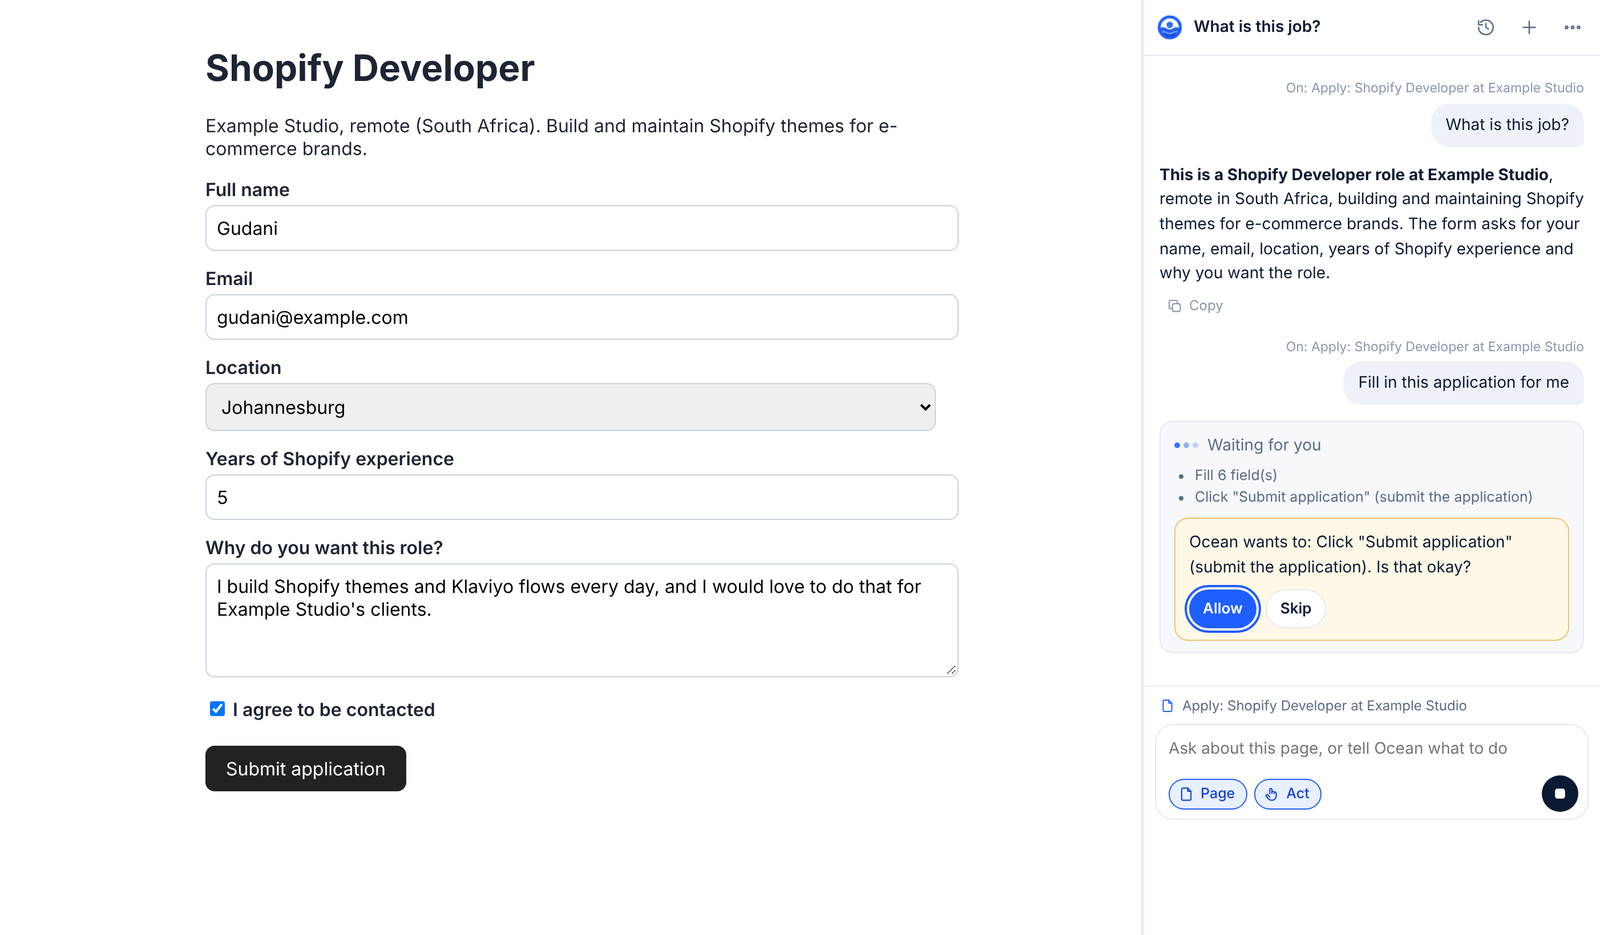 Shopify Developer
Example Studio, remote (South Africa). Build and maintain Shopify themes for e-
commerce brands.
Full name
Gudani
Email
gudani@example.com
Location
Johannesburg
Years of Shopify experience
5
Why do you want this role?
I build Shopify themes and Klaviyo flows every day, and I would love to do that for
Example Studio's clients.
I agree to be contacted
Submit application
What is this job?
On: Apply: Shopify Developer at Example Studio
What is this job?
This is a Shopify Developer role at Example Studio,
remote in South Africa, building and maintaining Shopify
themes for e-commerce brands. The form asks for your
name, email, location, years of Shopify experience and
why you want the role.
Copy
On: Apply: Shopify Developer at Example Studio
Fill in this application for me
Waiting for you
• Fill 6 field(s)
• Click "Submit application" (submit the application)
Ocean wants to: Click "Submit application"
(submit the application). Is that okay?
Allow Skip
Apply: Shopify Developer at Example Studio
Ask about this page, or tell Ocean what to do
Page Act